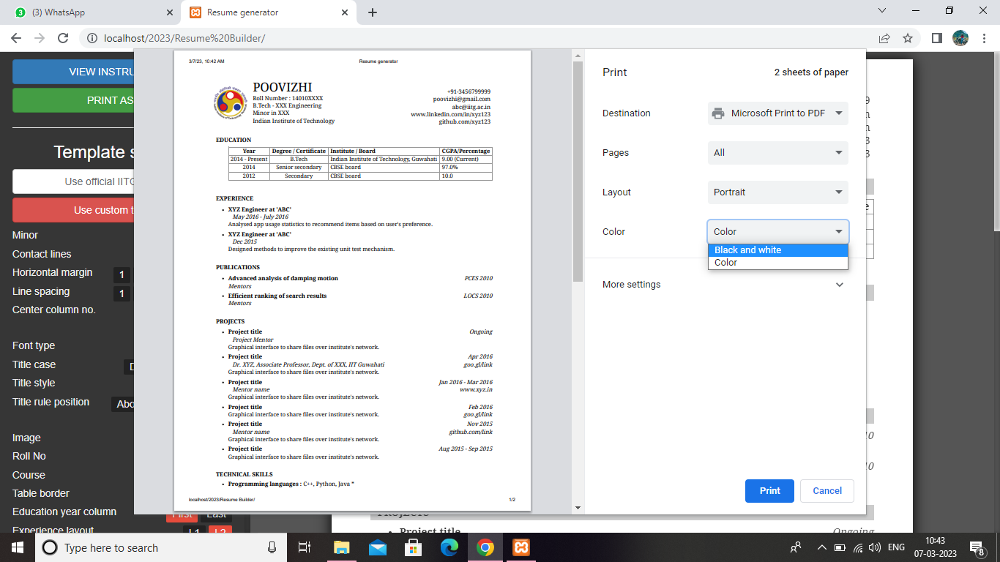 (3) WhatsApp
Resume generator
localhost/2023/Resume%20Builder/
VIEW INSTRU
PRINT AS
Template s
Use official IITG
Use custom t
Minor
Contact lines
Horizontal margin 1
Line spacing 1
Center column no.
Font type
Title case
Title style
Title rule position Abo
Image
Roll No
Course
Table border
Education year column First Last
Experience layout L1 L2
3/7/23, 10:42 AM Resume generator
POOVIZHI
Roll Number : 14010XXXX
B.Tech - XXX Engineering
Minor in XXX
Indian Institute of Technology
+91-3456799999
poovizhi@gmail.com
abc@iitg.ac.in
www.linkedin.com/in/xyz123
github.com/xyz123
EDUCATION
Year Degree / Certificate Institute / Board CGPA/Percentage
2014 - Present B.Tech Indian Institute of Technology, Guwahati 9.00 (Current)
2014 Senior secondary CBSE board 97.0%
2012 Secondary CBSE board 10.0
EXPERIENCE
• XYZ Engineer at 'ABC'
May 2016 - July 2016
Analysed app usage statistics to recommend items based on user's preference.
• XYZ Engineer at 'ABC'
Dec 2015
Designed methods to improve the existing unit test mechanism.
PUBLICATIONS
• Advanced analysis of damping motion PCES 2010
Mentors
• Efficient ranking of search results LOCS 2010
Mentors
PROJECTS
• Project title Ongoing
Project Mentor
Graphical interface to share files over institute's network.
• Project title Apr 2016
Dr. XYZ, Associate Professor, Dept. of XXX, IIT Guwahati goo.gl/link
Graphical interface to share files over institute's network.
• Project title Jan 2016 - Mar 2016
Mentor name www.xyz.in
Graphical interface to share files over institute's network.
• Project title Feb 2016
Graphical interface to share files over institute's network. goo.gl/link
• Project title Nov 2015
Mentor name github.com/link
Graphical interface to share files over institute's network.
• Project title Aug 2015 - Sep 2015
Graphical interface to share files over institute's network.
TECHNICAL SKILLS
• Programming languages : C++, Python, Java *
localhost/2023/Resume Builder/ 1/2
Print 2 sheets of paper
Destination Microsoft Print to PDF
Pages All
Layout Portrait
Color Color
Black and white
Color
More settings
Print Cancel
• Project title Ongoing
Type here to search
ENG
10:43
07-03-2023
8